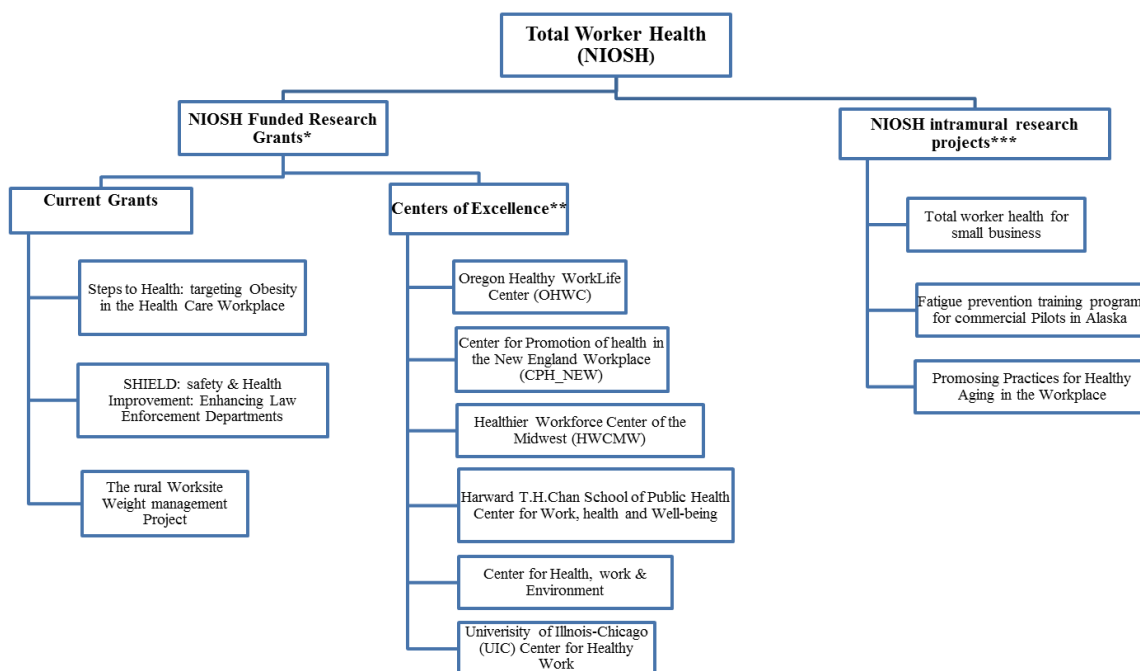 Total Worker Health
(NIOSH)
NIOSH Funded Research
Grants*
NIOSH intramural research
projects***
Current Grants
Centers of Excellence**
Steps to Health: targeting Obesity
in the Health Care Workplace
SHIELD: safety & Health
Improvement: Enhancing Law
Enforcement Departments
The rural Worksite
Weight management
Project
Oregon Healthy WorkLife
Center (OHWC)
Center for Promotion of health in
the New England Workplace
(CPH_NEW)
Healthier Workforce Center of
the Midwest (HWCMW)
Harward T.H.Chan School of Public Health
Center for Work, health and Well-being
Center for Health, work &
Environment
Univerisity of Illnois-Chicago
(UIC) Center for Healthy
Work
Total worker health for
small business
Fatigue prevention training program
for commercial Pilots in Alaska
Promosing Practices for Healthy
Aging in the Workplace